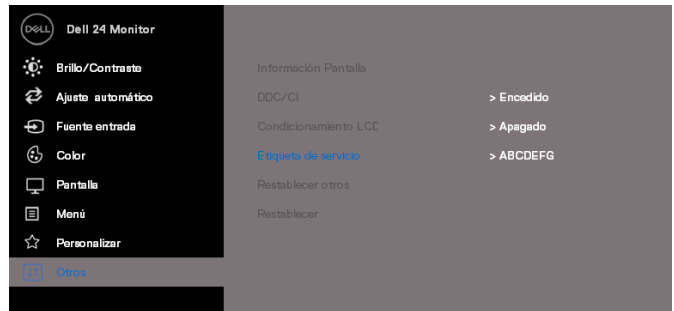 DELL Dell 24 Monitor
Brillo/Contraste Información Pantalla
Ajuste automático DDC/CI > Encedido
Fuente entrada Condicionamiento LCD > Apagado
Color Etiqueta de servicio > ABCDEFG
Pantalla Restablecer otros
Menú Restablecer
Personalizar
Otros